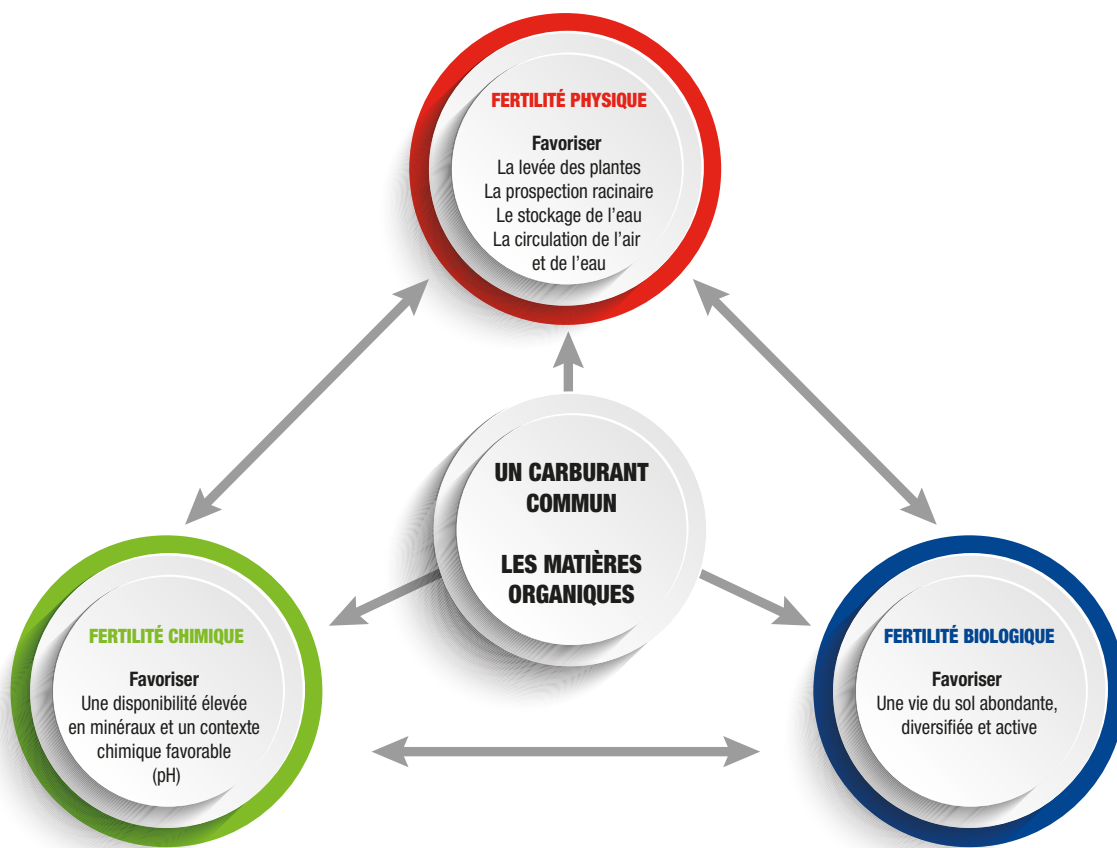 FERTILITÉ PHYSIQUE
Favoriser
La levée des plantes
La prospection racinaire
Le stockage de l’eau
La circulation de l’air
et de l’eau
UN CARBURANT
COMMUN
LES MATIÈRES
ORGANIQUES
FERTILITÉ CHIMIQUE
Favoriser
Une disponibilité élevée
en minéraux et un contexte
chimique favorable
(pH)
FERTILITÉ BIOLOGIQUE
Favoriser
Une vie du sol abondante,
diversifiée et active